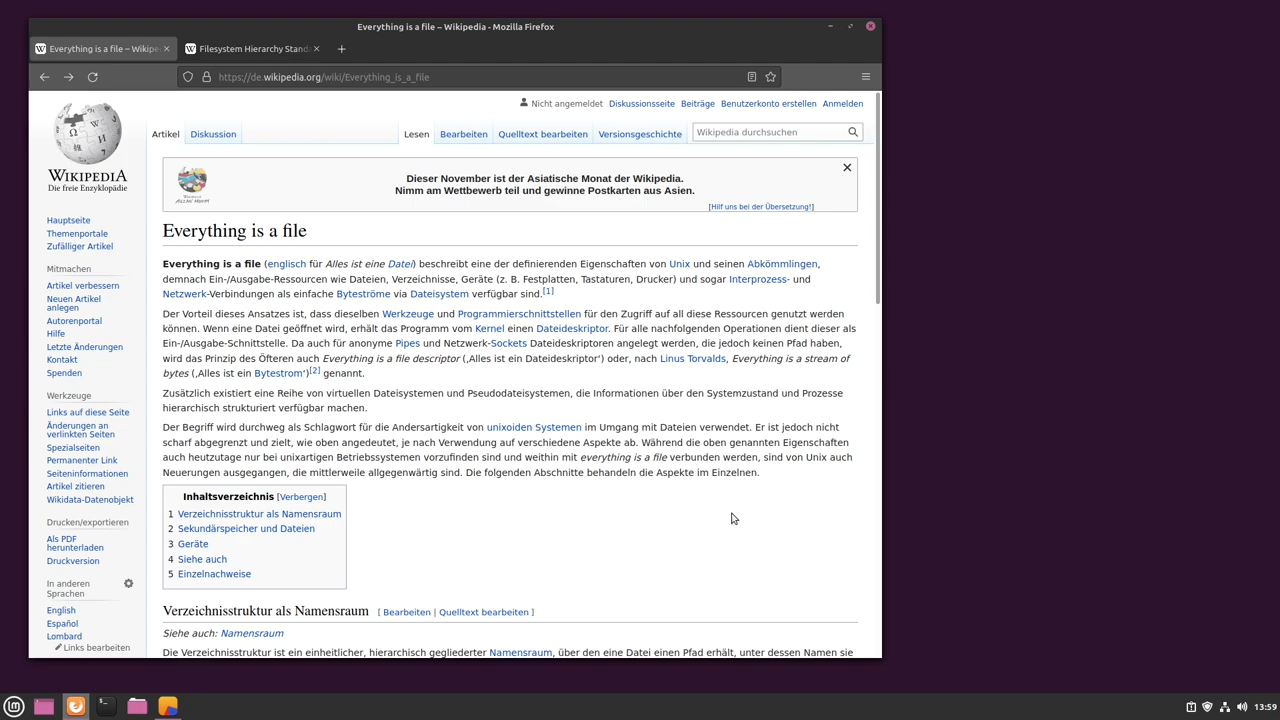 Everything is a file – Wikipedia - Mozilla Firefox
Everything is a file – Wikipe
Filesystem Hierarchy Stand
https://de.wikipedia.org/wiki/Everything_is_a_file
Nicht angemeldet Diskussionsseite Beiträge Benutzerkonto erstellen Anmelden
Artikel Diskussion Lesen Bearbeiten Quelltext bearbeiten Versionsgeschichte Wikipedia durchsuchen
WIKIPEDIA
Die freie Enzyklopädie
Hauptseite
Themenportale
Zufälliger Artikel
Mitmachen
Artikel verbessern
Neuen Artikel
anlegen
Autorenportal
Hilfe
Letzte Änderungen
Kontakt
Spenden
Werkzeuge
Links auf diese Seite
Änderungen an
verlinkten Seiten
Spezialseiten
Permanenter Link
Seiteninformationen
Artikel zitieren
Wikidata-Datenobjekt
Drucken/exportieren
Als PDF
herunterladen
Druckversion
In anderen
Sprachen
English
Español
Lombard
Links bearbeiten
Dieser November ist der Asiatische Monat der Wikipedia.
Nimm am Wettbewerb teil und gewinne Postkarten aus Asien.
[Hilf uns bei der Übersetzung!]
Everything is a file
Everything is a file (englisch für Alles ist eine Datei) beschreibt eine der definierenden Eigenschaften von Unix und seinen Abkömmlingen,
demnach Ein-/Ausgabe-Ressourcen wie Dateien, Verzeichnisse, Geräte (z. B. Festplatten, Tastaturen, Drucker) und sogar Interprozess- und
Netzwerk-Verbindungen als einfache Byteströme via Dateisystem verfügbar sind.[1]
Der Vorteil dieses Ansatzes ist, dass dieselben Werkzeuge und Programmierschnittstellen für den Zugriff auf all diese Ressourcen genutzt werden
können. Wenn eine Datei geöffnet wird, erhält das Programm vom Kernel einen Dateideskriptor. Für alle nachfolgenden Operationen dient dieser als
Ein-/Ausgabe-Schnittstelle. Da auch für anonyme Pipes und Netzwerk-Sockets Dateideskriptoren angelegt werden, die jedoch keinen Pfad haben,
wird das Prinzip des Öfteren auch Everything is a file descriptor (‚Alles ist ein Dateideskriptor‘) oder, nach Linus Torvalds, Everything is a stream of
bytes (‚Alles ist ein Bytestrom‘)[2] genannt.
Zusätzlich existiert eine Reihe von virtuellen Dateisystemen und Pseudodateisystemen, die Informationen über den Systemzustand und Prozesse
hierarchisch strukturiert verfügbar machen.
Der Begriff wird durchweg als Schlagwort für die Andersartigkeit von unixoiden Systemen im Umgang mit Dateien verwendet. Er ist jedoch nicht
scharf abgegrenzt und zielt, wie oben angedeutet, je nach Verwendung auf verschiedene Aspekte ab. Während die oben genannten Eigenschaften
auch heutzutage nur bei unixartigen Betriebssystemen vorzufinden sind und weithin mit everything is a file verbunden werden, sind von Unix auch
Neuerungen ausgegangen, die mittlerweile allgegenwärtig sind. Die folgenden Abschnitte behandeln die Aspekte im Einzelnen.
Inhaltsverzeichnis [Verbergen]
1 Verzeichnisstruktur als Namensraum
2 Sekundärspeicher und Dateien
3 Geräte
4 Siehe auch
5 Einzelnachweise
Verzeichnisstruktur als Namensraum [ Bearbeiten | Quelltext bearbeiten ]
Siehe auch: Namensraum
Die Verzeichnisstruktur ist ein einheitlicher, hierarchisch gegliederter Namensraum, über den eine Datei einen Pfad erhält, unter dessen Namen sie
13:59